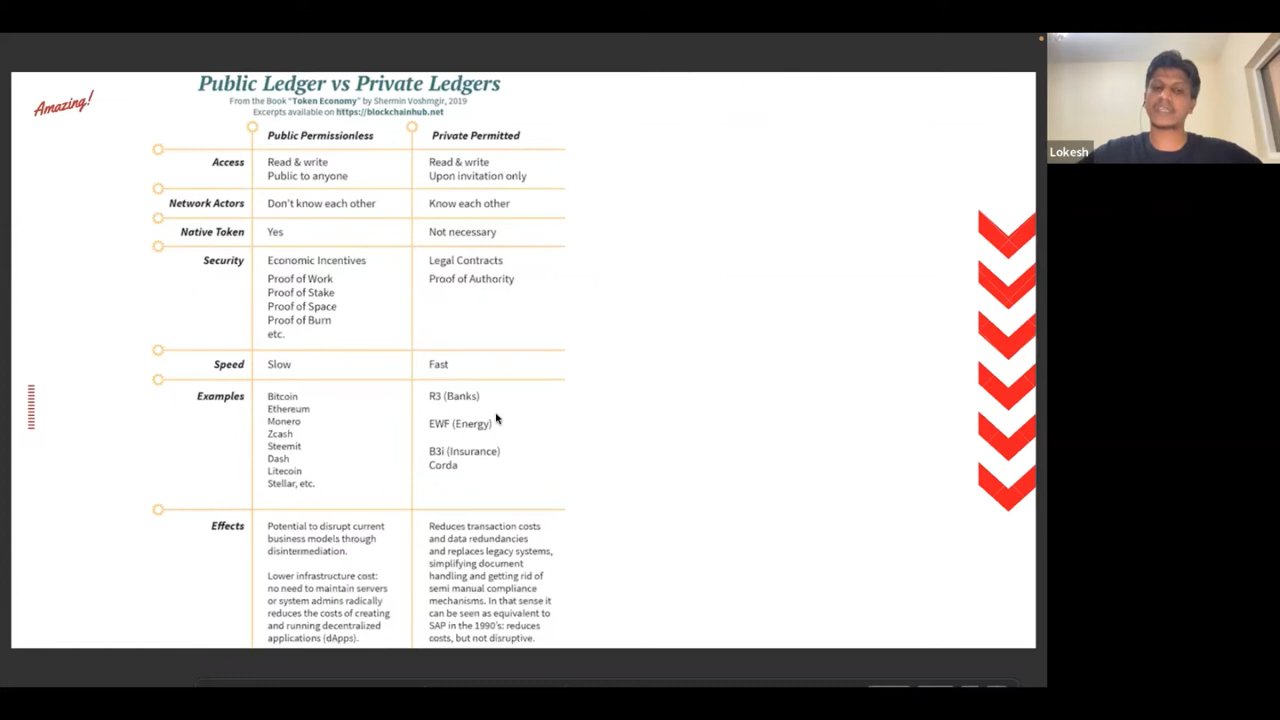 Amazing!
Public Ledger vs Private Ledgers
From the Book "Token Economy" by Shermin Voshmgir, 2019
Excerpts available on https://blockchainhub.net
Public Permissionless
Private Permitted
Access
Read & write
Public to anyone
Read & write
Upon invitation only
Network Actors
Don't know each other
Know each other
Native Token
Yes
Not necessary
Security
Economic Incentives
Proof of Work
Proof of Stake
Proof of Space
Proof of Burn
etc.
Legal Contracts
Proof of Authority
Speed
Slow
Fast
Examples
Bitcoin
Ethereum
Monero
Zcash
Steemit
Dash
Litecoin
Stellar, etc.
R3 (Banks)
EWF (Energy)
B3i (Insurance)
Corda
Effects
Potential to disrupt current
business models through
disintermediation.
Lower infrastructure cost:
no need to maintain servers
or system admins radically
reduces the costs of creating
and running decentralized
applications (dApps).
Reduces transaction costs
and data redundancies
and replaces legacy systems,
simplifying document
handling and getting rid of
semi manual compliance
mechanisms. In that sense it
can be seen as equivalent to
SAP in the 1990's: reduces
costs, but not disruptive.
Lokesh